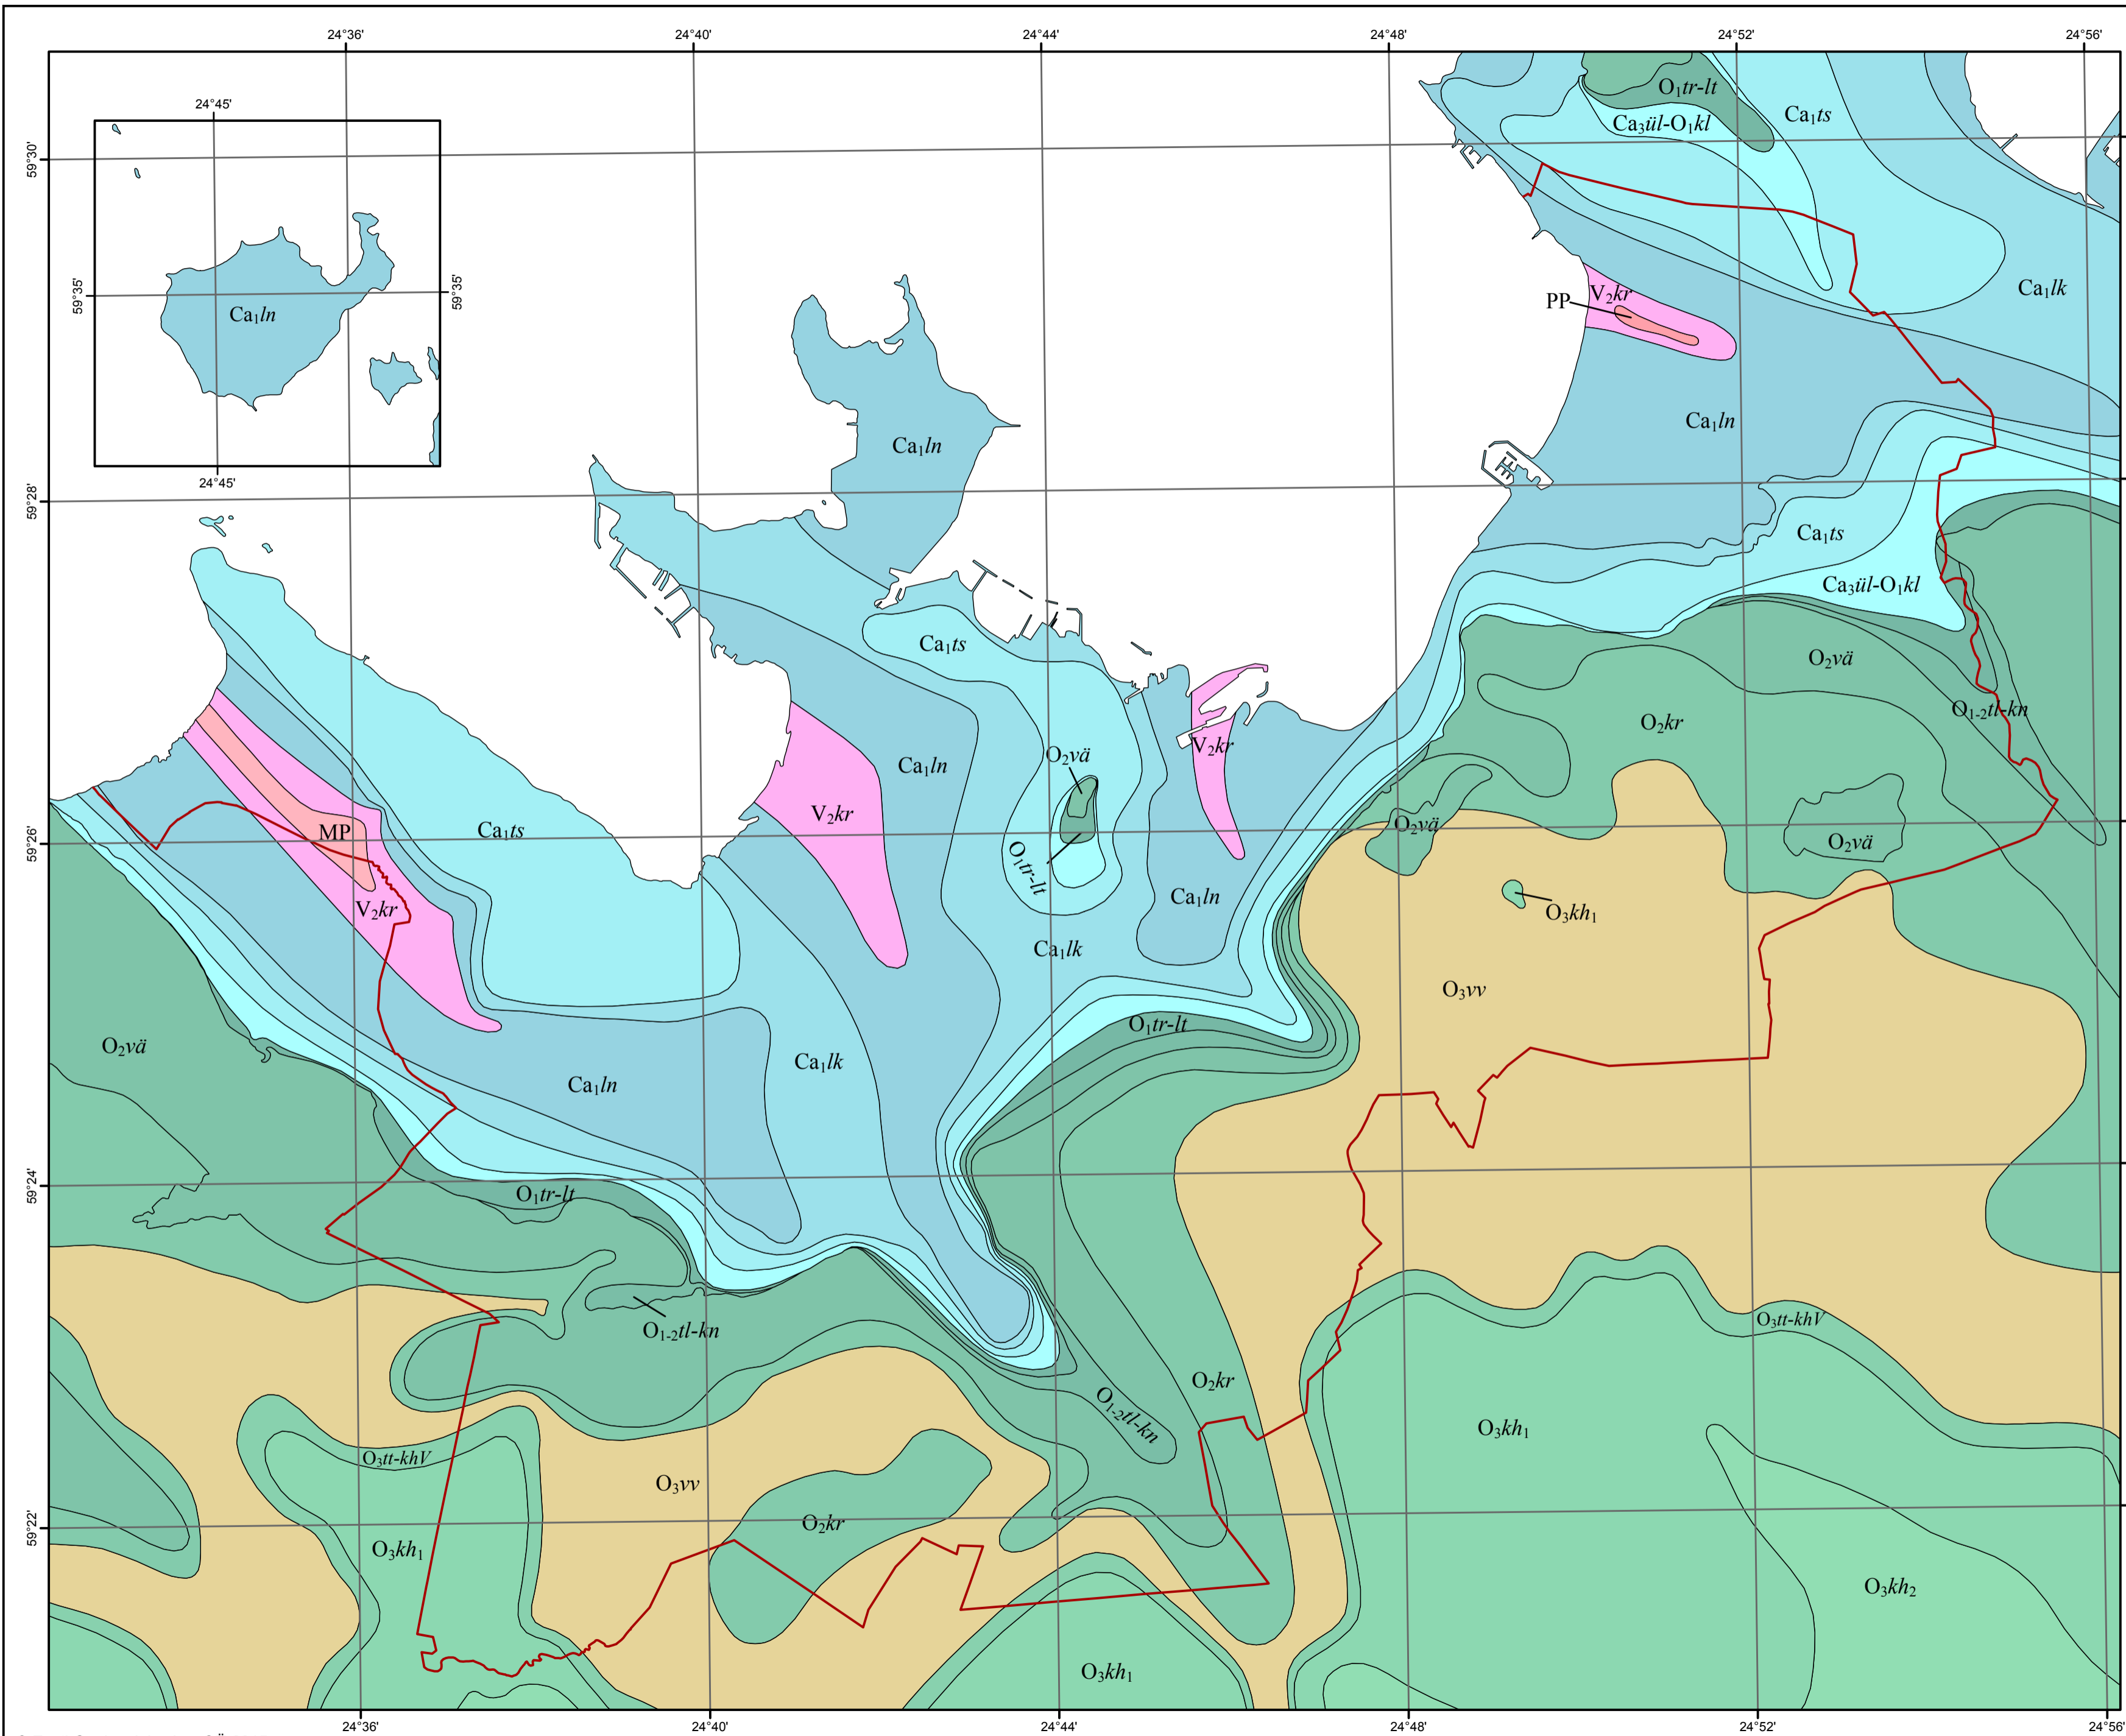 24°36' 24°40' 24°44' 24°48' 24°52' 24°56'
O₁tr-lt
Ca₁ts
Ca₃ül-O₁kl
24°45'
59°30'
59°35' 59°35'
Ca₁ln
24°45'
Ca₁lk
V₂kr
PP
Ca₁ln
Ca₁ln
59°28'
Ca₁ts
Ca₃ül-O₁kl
Ca₁ts
O₂vä
O₁₋₂tl-kn
O₂kr
V₂kr
O₂vä
Ca₁ln
V₂kr
O₂vä
O₂vä
MP
Ca₁ts
59°26'
O₁tr-lt
V₂kr
Ca₁ln
O₃kh₁
Ca₁lk
O₃vv
O₁tr-lt
O₂vä
Ca₁lk
Ca₁ln
59°24'
O₁tr-lt
O₃tt-khV
O₁₋₂tl-kn
O₂kr
O₁₋₂tl-kn
O₃kh₁
O₃tt-khV
O₃vv
O₂kr
59°22'
O₃kh₁
O₃kh₂
O₃kh₁
24°36' 24°40' 24°44' 24°48' 24°52' 24°56'